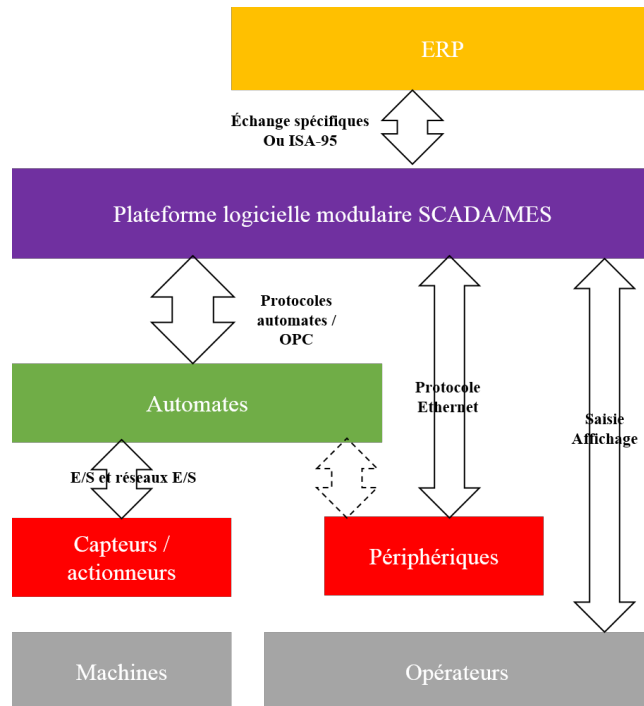 ERP
Échange spécifiques
Ou ISA-95
Plateforme logicielle modulaire SCADA/MES
Protocoles
automates /
OPC
Automates
Protocole
Ethernet
Saisie
Affichage
E/S et réseaux E/S
Capteurs /
actionneurs
Périphériques
Machines
Opérateurs